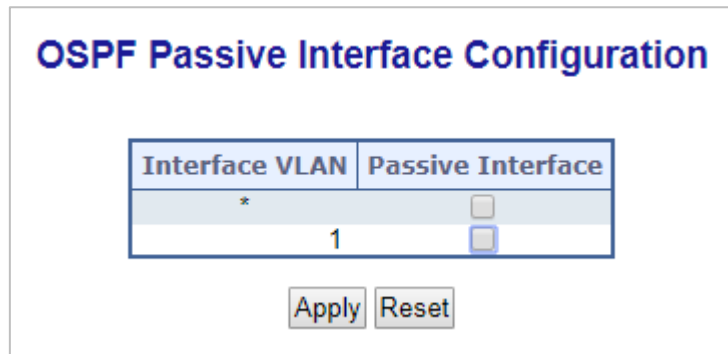 OSPF Passive Interface Configuration
Interface VLAN Passive Interface
*
1
Apply Reset